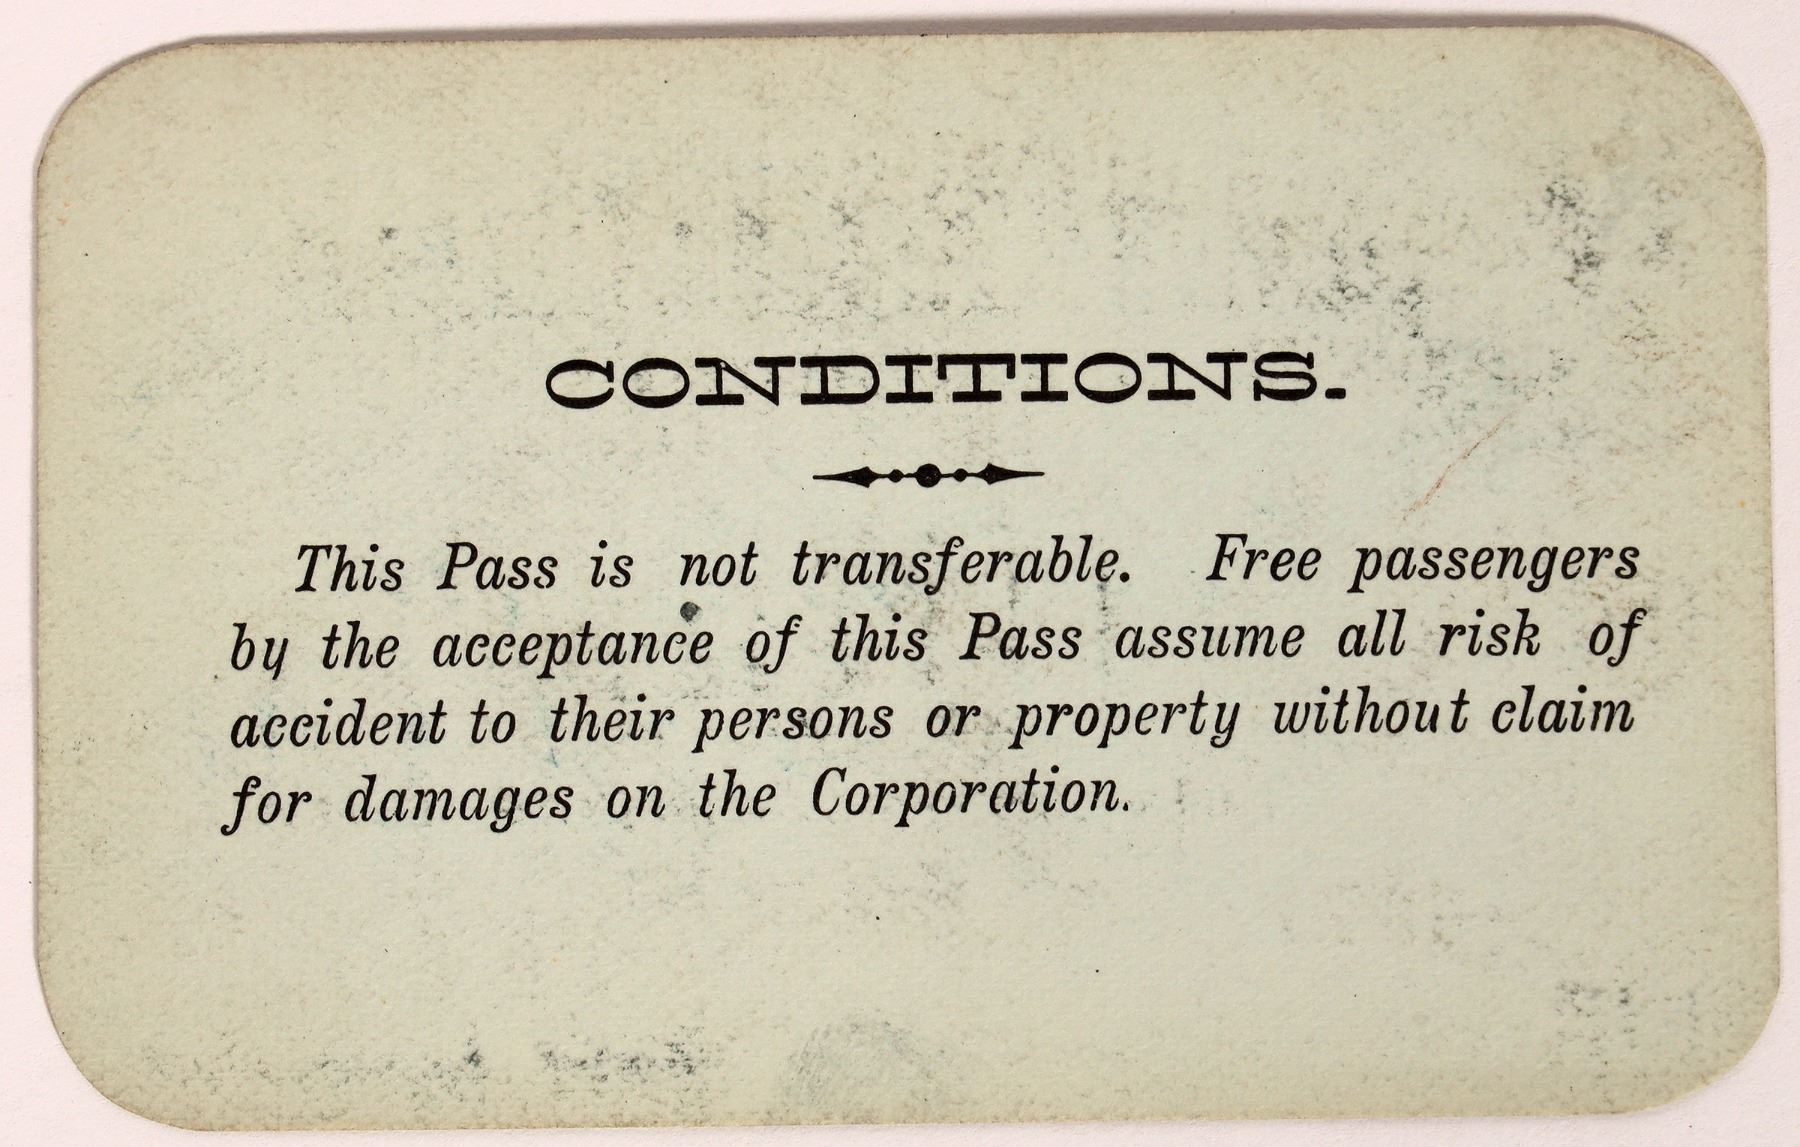 CONDITIONS.
This Pass is not transferable. Free passengers
by the acceptance of this Pass assume all risk of
accident to their persons or property without claim
for damages on the Corporation.